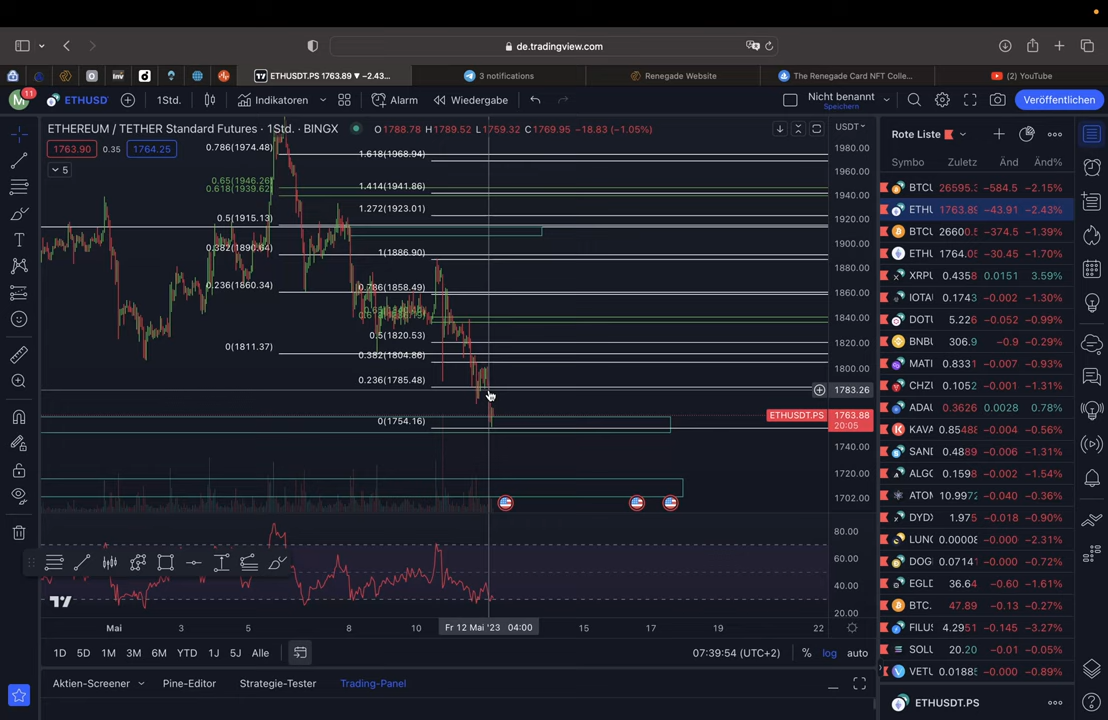 de.tradingview.com
ETHUSDT.PS 1763.89 ▼ −2.43...
3 notifications
Renegade Website
The Renegade Card NFT Colle...
(2) YouTube
M 11
ETHUSD
1Std.
Indikatoren
Alarm
Wiedergabe
Nicht benannt
Speichern
Veröffentlichen
ETHEREUM / TETHER Standard Futures · 1Std. · BINGX
O1788.78 H1789.52 L1759.32 C1769.95 −18.83 (−1.05%)
1763.90 0.35 1764.25
5
USDT
0.786(1974.48)
0.65(1946.26)
0.618(1939.62)
0.5(1915.13)
0.382(1890.64)
0.236(1860.34)
0(1811.37)
1.618(1968.94)
1.414(1941.86)
1.272(1923.01)
1(1886.90)
0.786(1858.49)
0.5(1820.53)
0.382(1804.86)
0.236(1785.48)
0(1754.16)
1980.00
1960.00
1940.00
1920.00
1900.00
1880.00
1860.00
1840.00
1820.00
1800.00
1783.26
ETHUSDT.PS 1763.88
20:05
1740.00
1720.00
1702.00
80.00
60.00
40.00
20.00
Mai 3 5 8 10 Fr 12 Mai '23 04:00 15 17 19 22
1D 5D 1M 3M 6M YTD 1J 5J Alle
07:39:54 (UTC+2) % log auto
Aktien-Screener Pine-Editor Strategie-Tester Trading-Panel
Rote Liste
Symbo Zuletz Änd Änd%
BTCU 26595.3 −584.5 −2.15%
ETHU 1763.89 −43.91 −2.43%
BTCU 2660 −374.5 −1.39%
ETHU 1764.05 −30.45 −1.70%
XRPU 0.4358 0.0151 3.59%
IOTA 0.1743 −0.002 −1.30%
DOTU 5.226 −0.052 −0.99%
BNBU 306.9 −0.9 −0.29%
MATI 0.8331 −0.007 −0.93%
CHZU 0.1052 −0.001 −1.31%
ADAU 0.3626 0.0028 0.78%
KAVA 0.8548 −0.004 −0.56%
SAND 0.4889 −0.006 −1.31%
ALGO 0.1598 −0.002 −1.54%
ATOM 10.9972 −0.040 −0.36%
DYD 1.975 −0.018 −0.90%
LUNC 0.00008 −0.000 −2.31%
DOG 0.0714 −0.000 −0.72%
EGLD 36.64 −0.60 −1.61%
BTC. 47.89 −0.13 −0.27%
FILUS 4.2951 −0.145 −3.27%
SOLU 20.20 −0.01 −0.05%
VETU 0.0188 −0.000 −0.89%
ETHUSDT.PS